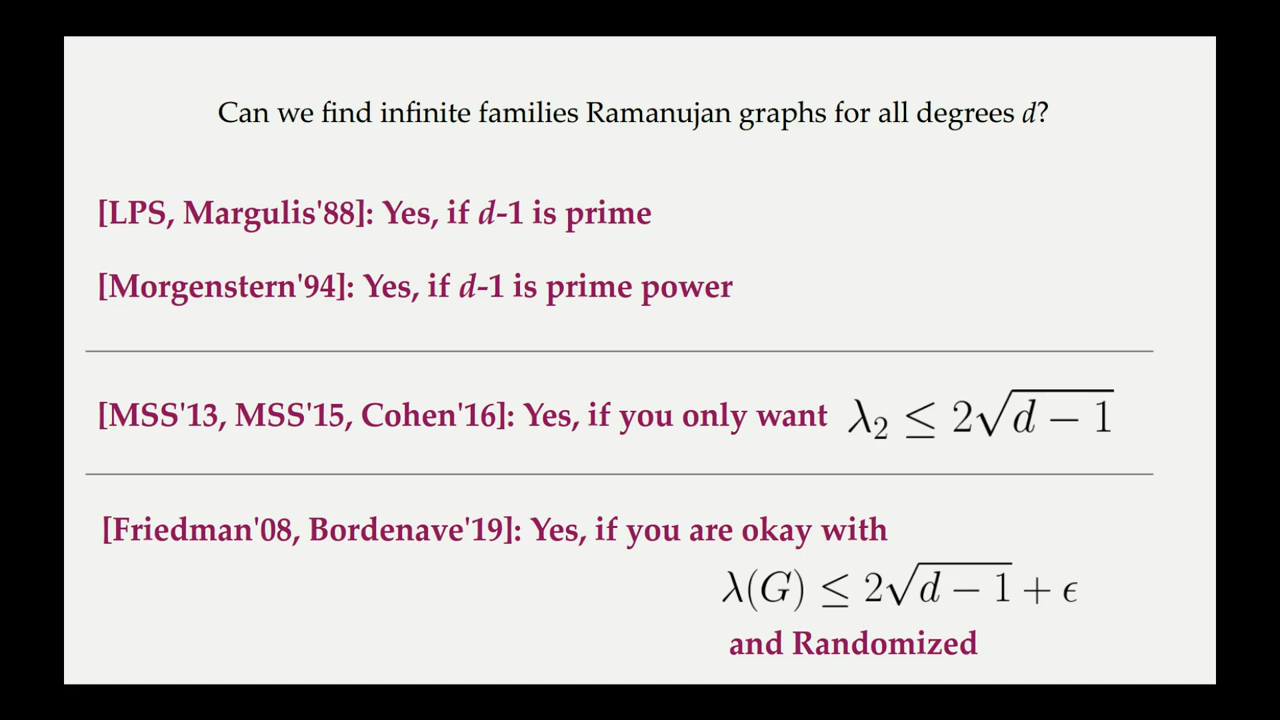 Can we find infinite families Ramanujan graphs for all degrees d?
[LPS, Margulis'88]: Yes, if d-1 is prime
[Morgenstern'94]: Yes, if d-1 is prime power
[MSS'13, MSS'15, Cohen'16]: Yes, if you only want λ₂ ≤ 2√(d − 1)
[Friedman'08, Bordenave'19]: Yes, if you are okay with
λ(G) ≤ 2√(d − 1) + ϵ
and Randomized